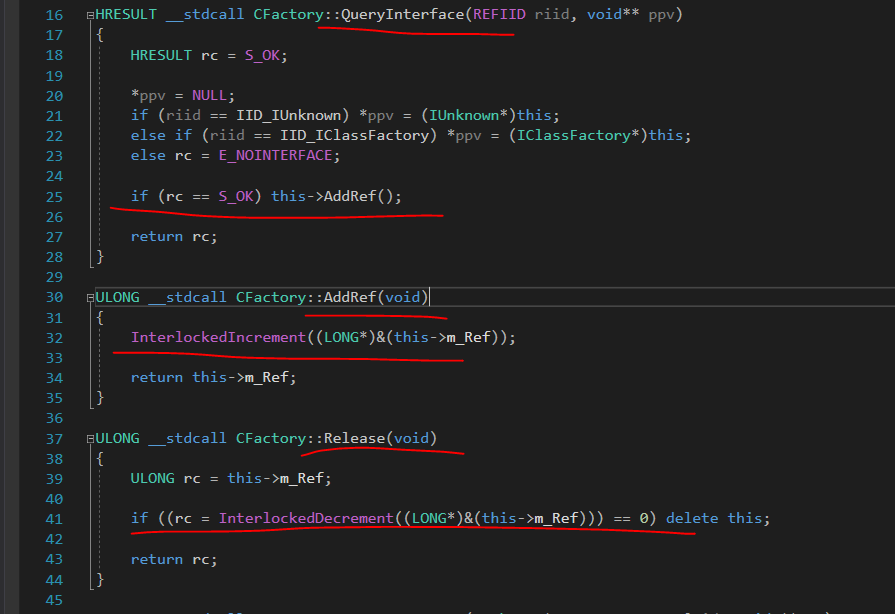 16 HRESULT __stdcall CFactory::QueryInterface(REFIID riid, void** ppv)
17 {
18 HRESULT rc = S_OK;
19
20 *ppv = NULL;
21 if (riid == IID_IUnknown) *ppv = (IUnknown*)this;
22 else if (riid == IID_IClassFactory) *ppv = (IClassFactory*)this;
23 else rc = E_NOINTERFACE;
24
25 if (rc == S_OK) this->AddRef();
26
27 return rc;
28 }
29
30 ULONG __stdcall CFactory::AddRef(void)
31 {
32 InterlockedIncrement((LONG*)&(this->m_Ref));
33
34 return this->m_Ref;
35 }
36
37 ULONG __stdcall CFactory::Release(void)
38 {
39 ULONG rc = this->m_Ref;
40
41 if ((rc = InterlockedDecrement((LONG*)&(this->m_Ref))) == 0) delete this;
42
43 return rc;
44 }
45